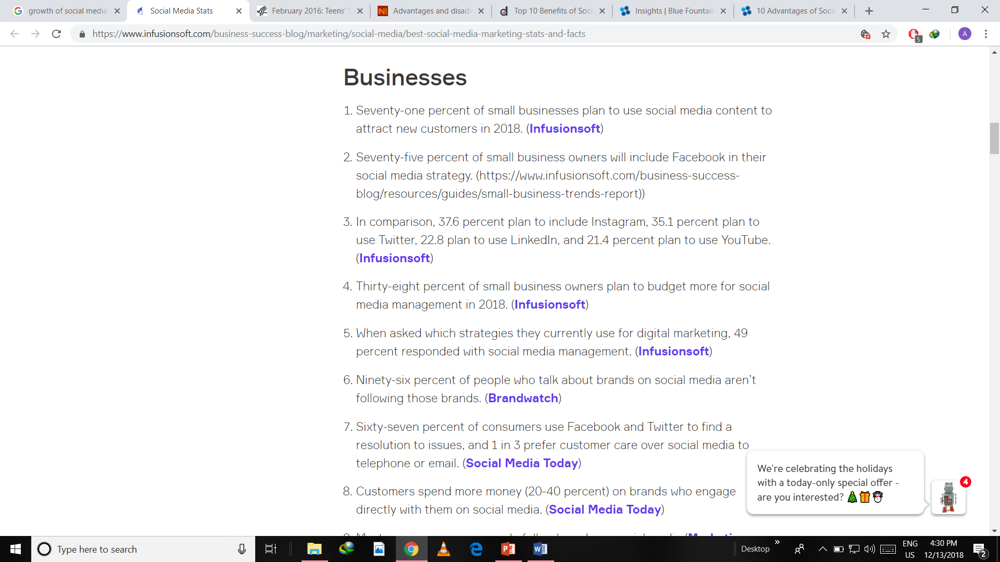 growth of social media
Social Media Stats
February 2016: Teens' S
Advantages and disadv
Top 10 Benefits of Soci
Insights | Blue Fountain
10 Advantages of Socia
https://www.infusionsoft.com/business-success-blog/marketing/social-media/best-social-media-marketing-stats-and-facts
5
A
Businesses
1. Seventy-one percent of small businesses plan to use social media content to
attract new customers in 2018. (Infusionsoft)
2. Seventy-five percent of small business owners will include Facebook in their
social media strategy. (https://www.infusionsoft.com/business-success-
blog/resources/guides/small-business-trends-report))
3. In comparison, 37.6 percent plan to include Instagram, 35.1 percent plan to
use Twitter, 22.8 plan to use LinkedIn, and 21.4 percent plan to use YouTube.
(Infusionsoft)
4. Thirty-eight percent of small business owners plan to budget more for social
media management in 2018. (Infusionsoft)
5. When asked which strategies they currently use for digital marketing, 49
percent responded with social media management. (Infusionsoft)
6. Ninety-six percent of people who talk about brands on social media aren’t
following those brands. (Brandwatch)
7. Sixty-seven percent of consumers use Facebook and Twitter to find a
resolution to issues, and 1 in 3 prefer customer care over social media to
telephone or email. (Social Media Today)
8. Customers spend more money (20-40 percent) on brands who engage
directly with them on social media. (Social Media Today)
We're celebrating the holidays
with a today-only special offer -
are you interested? 🎄🎁⛄
4
Type here to search
Desktop
ENG
US
4:30 PM
12/13/2018
2